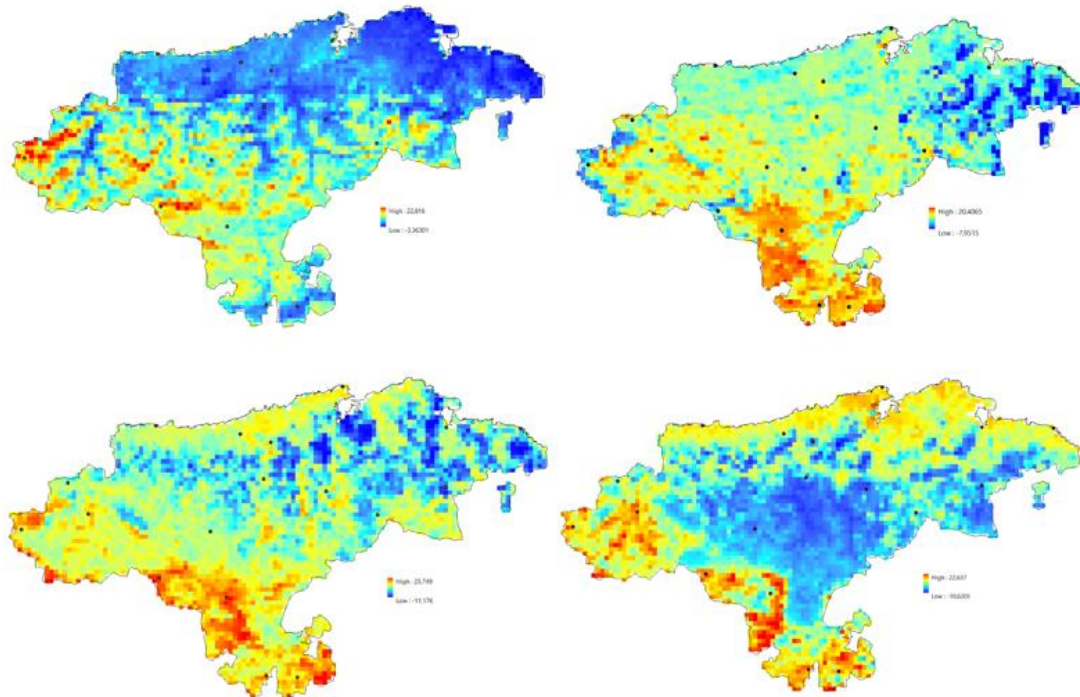 High : 22,816
Low : -3,36301
High : 20,4065
Low : -7,9515
High : 23,749
Low : -11,176
High : 22,637
Low : -10,6205